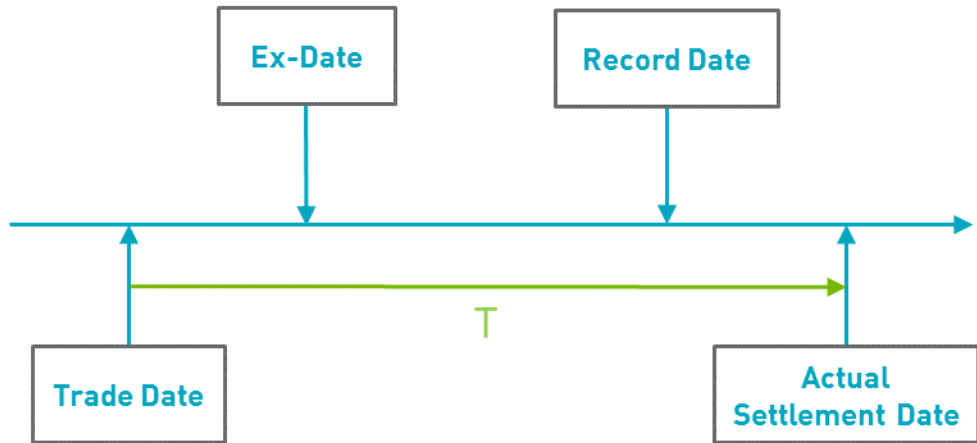 Ex-Date
Record Date
T
Trade Date
Actual
Settlement Date